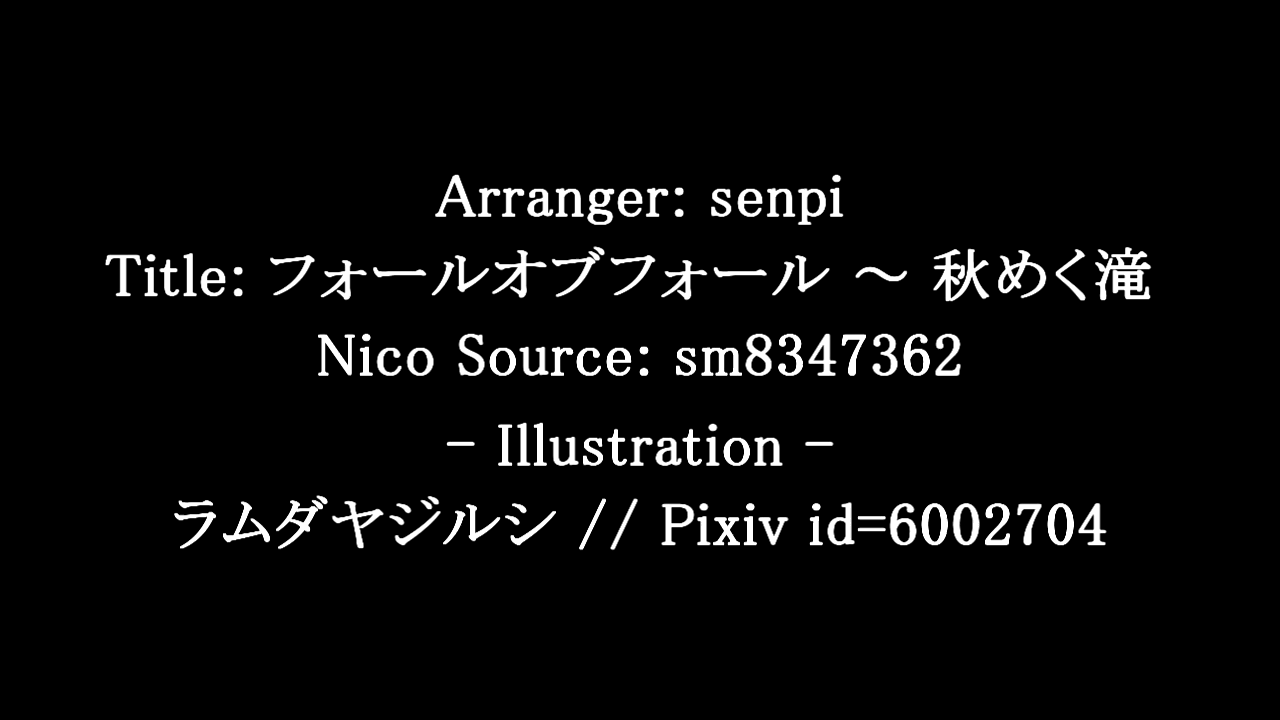 Arranger: senpi
Title: フォールオブフォール ～ 秋めく滝
Nico Source: sm8347362
− Illustration −
ラムダヤジルシ // Pixiv id=6002704